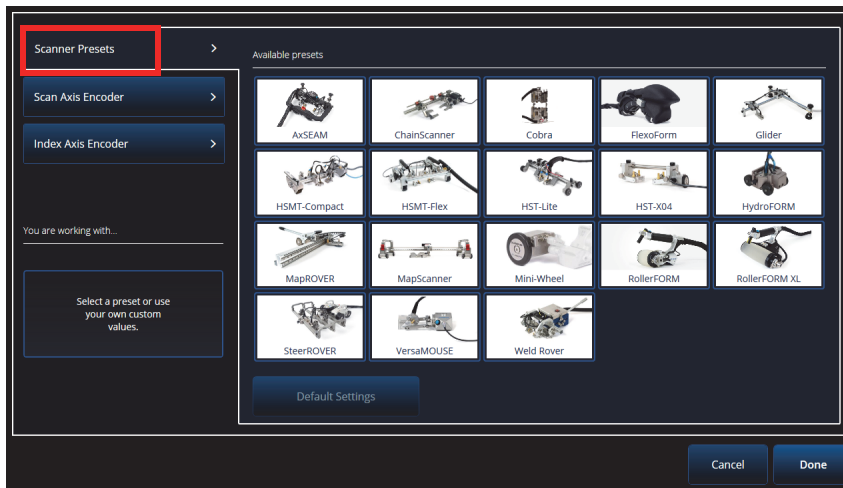 Scanner Presets
Scan Axis Encoder
Index Axis Encoder
You are working with...
Select a preset or use
your own custom
values.
Available presets
AxSEAM
ChainScanner
Cobra
FlexoForm
Glider
HSMT-Compact
HSMT-Flex
HST-Lite
HST-X04
HydroFORM
MapROVER
MapScanner
Mini-Wheel
RollerFORM
RollerFORM XL
SteerROVER
VersaMOUSE
Weld Rover
Default Settings
Cancel
Done